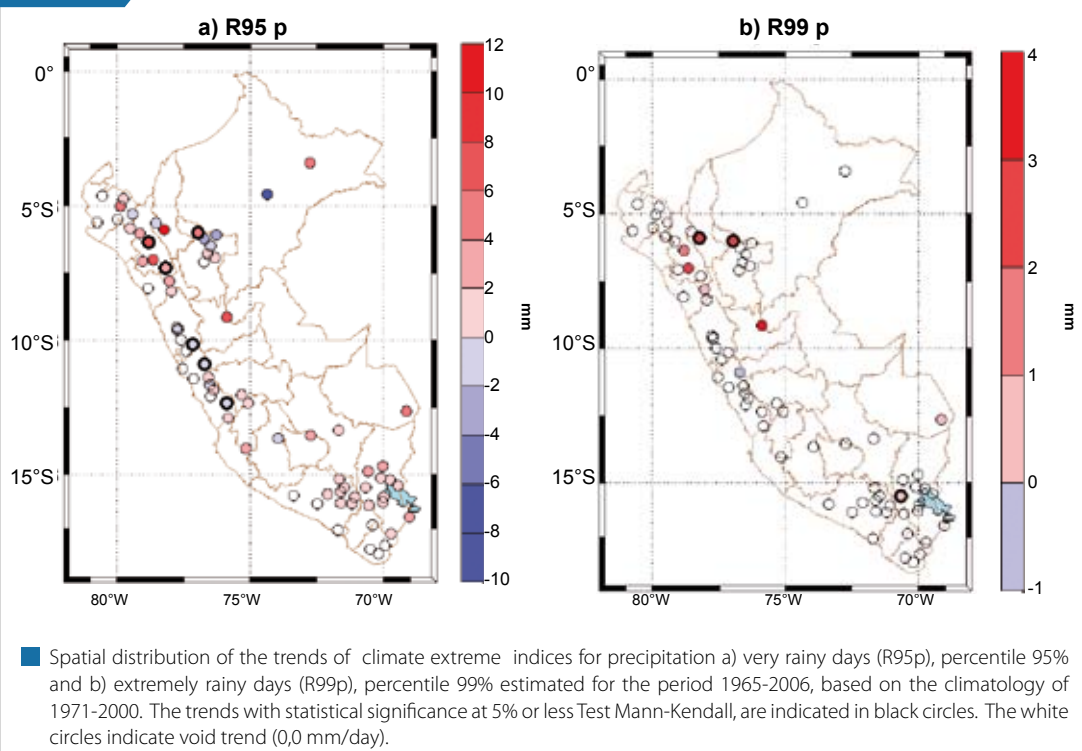 a) R95 p
b) R99 p
0°
5°S
10°S
15°S
80°W
75°W
70°W
12
10
8
6
4
2
0
-2
-4
-6
-8
-10
mm
0°
5°S
10°S
15°S
80°W
75°W
70°W
4
3
2
1
0
-1
mm
Spatial distribution of the trends of climate extreme indices for precipitation a) very rainy days (R95p), percentile 95%
and b) extremely rainy days (R99p), percentile 99% estimated for the period 1965-2006, based on the climatology of
1971-2000. The trends with statistical significance at 5% or less Test Mann-Kendall, are indicated in black circles. The white
circles indicate void trend (0,0 mm/day).